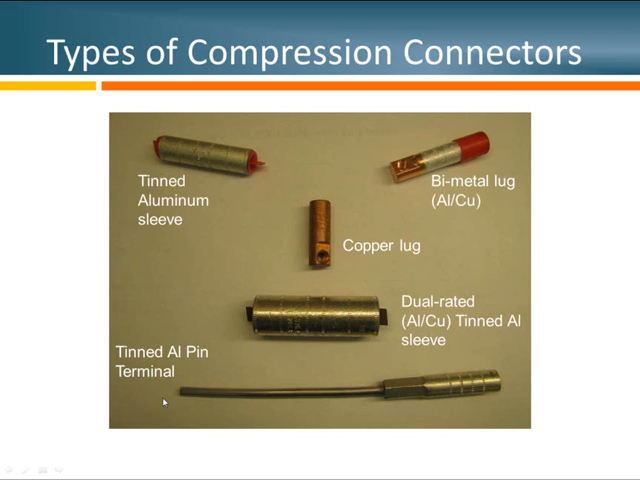 Types of Compression Connectors
Tinned
Aluminum
sleeve
Bi-metal lug
(Al/Cu)
Copper lug
Dual-rated
(Al/Cu) Tinned Al
sleeve
Tinned Al Pin
Terminal